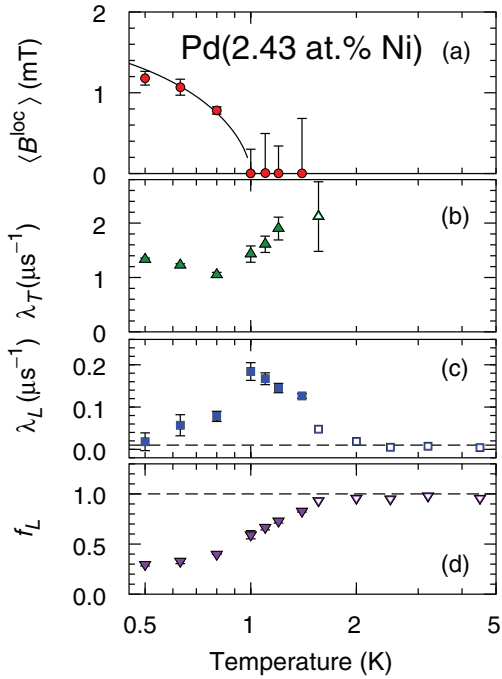 Pd(2.43 at.% Ni)
(a)
⟨B^loc⟩ (mT)
2
1
0
(b)
λ_T (μs⁻¹)
2
1
0
(c)
λ_L (μs⁻¹)
0.2
0.1
0.0
(d)
f_L
1.0
0.5
0.0
0.5 1 2 5
Temperature (K)